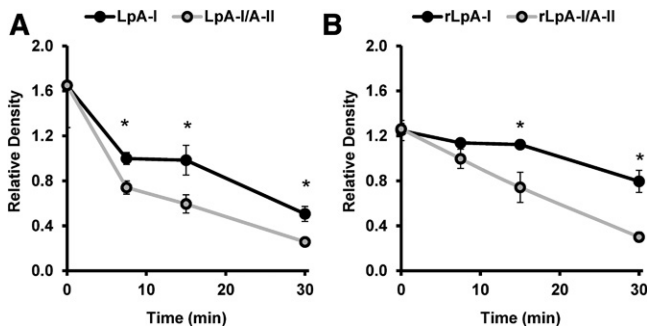 A
LpA-I
LpA-I/A-II
Relative Density
2.0
1.6
1.2
0.8
0.4
0.0
*
*
*
0
10
20
30
Time (min)
B
rLpA-I
rLpA-I/A-II
Relative Density
2.0
1.6
1.2
0.8
0.4
0.0
*
*
0
10
20
30
Time (min)